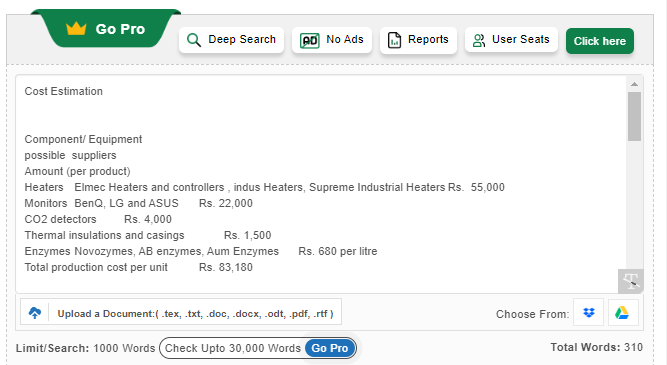 Go Pro
Deep Search
AD No Ads
Reports
User Seats
Click here
Cost Estimation
Component/ Equipment
possible suppliers
Amount (per product)
Heaters Elmec Heaters and controllers , indus Heaters, Supreme Industrial Heaters Rs. 55,000
Monitors BenQ, LG and ASUS Rs. 22,000
CO2 detectors Rs. 4,000
Thermal insulations and casings Rs. 1,500
Enzymes Novozymes, AB enzymes, Aum Enzymes Rs. 680 per litre
Total production cost per unit Rs. 83,180
Upload a Document:( .tex, .txt, .doc, .docx, .odt, .pdf, .rtf )
Choose From:
Limit/Search: 1000 Words Check Upto 30,000 Words Go Pro
Total Words: 310